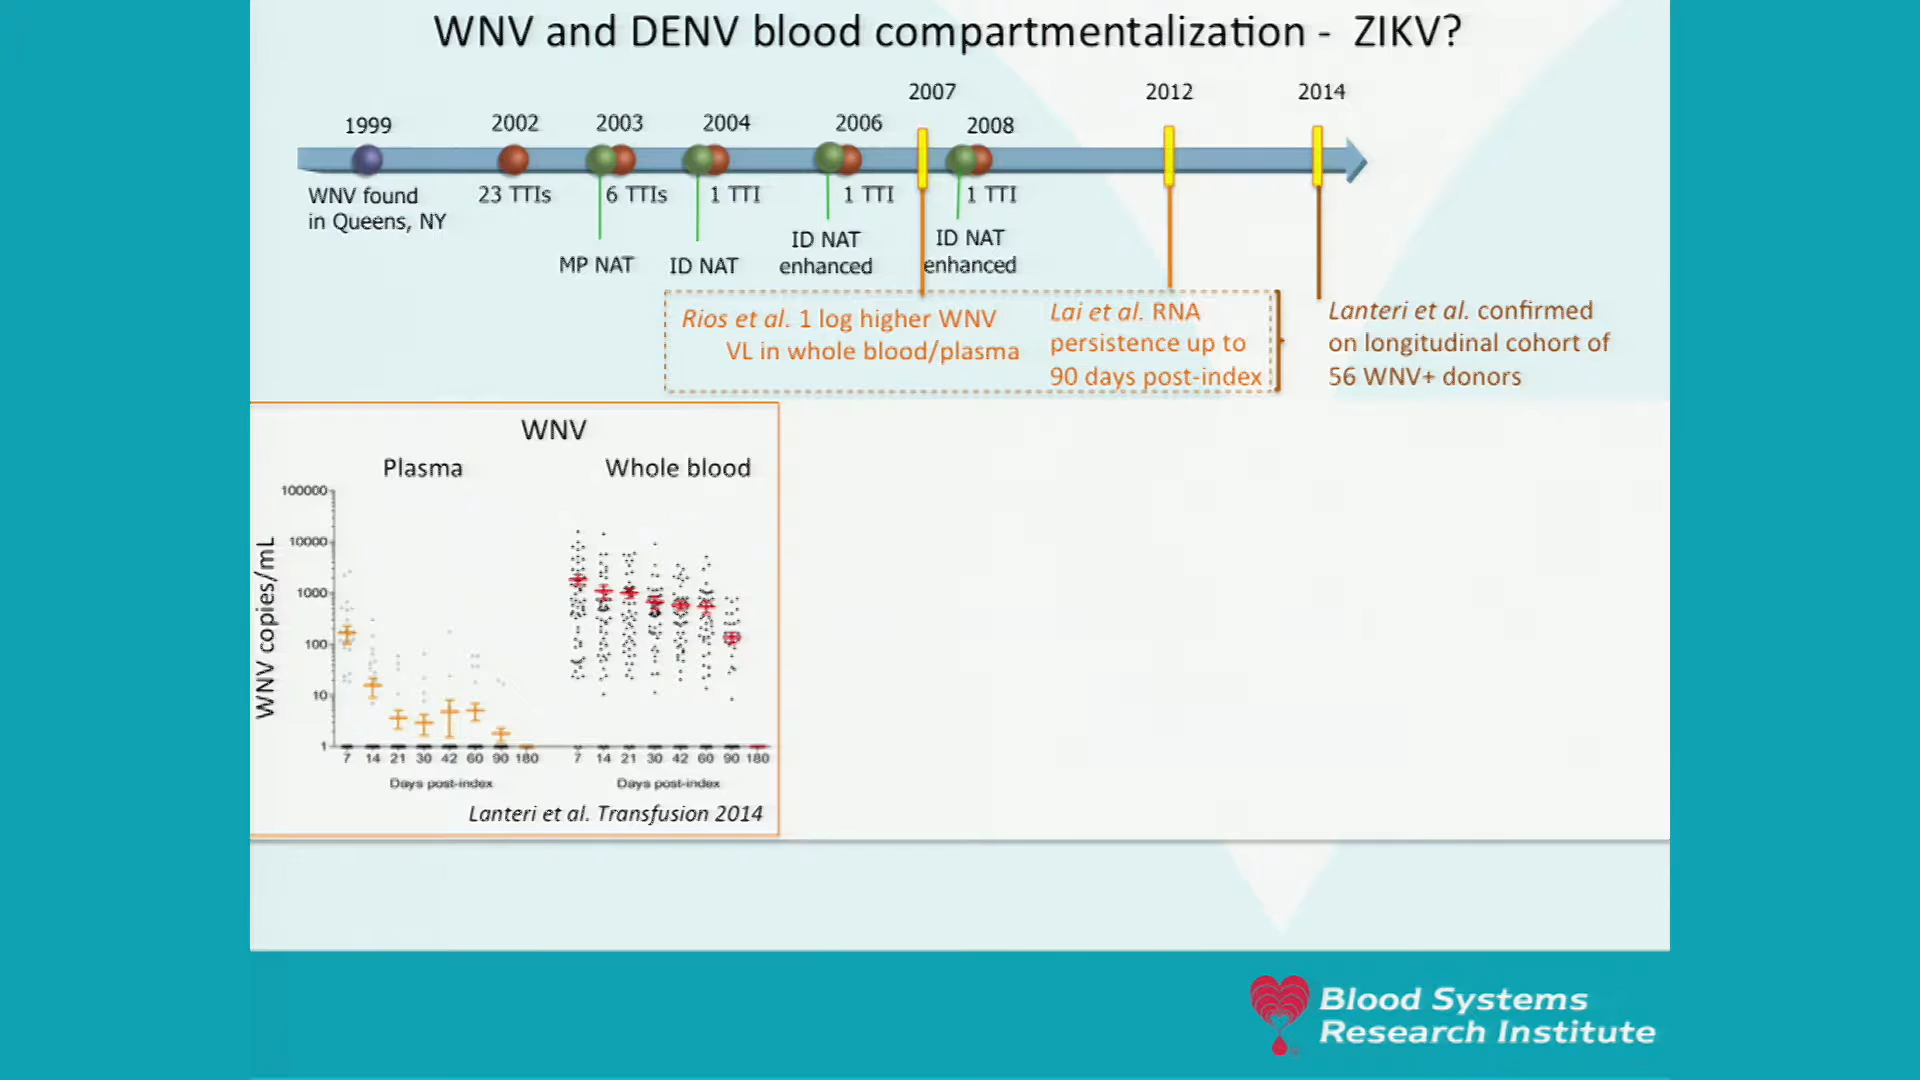 WNV and DENV blood compartmentalization - ZIKV?
2007 2012 2014
1999 2002 2003 2004 2006 2008
WNV found
in Queens, NY
23 TTIs 6 TTIs 1 TTI 1 TTI 1 TTI
MP NAT
ID NAT
ID NAT
enhanced
ID NAT
enhanced
Rios et al. 1 log higher WNV
VL in whole blood/plasma
Lai et al. RNA
persistence up to
90 days post-index
Lanteri et al. confirmed
on longitudinal cohort of
56 WNV+ donors
WNV
Plasma Whole blood
WNV copies/mL
100000
10000
1000
100
10
1
7 14 21 30 42 60 90 180 7 14 21 30 42 60 90 180
Days post-index Days post-index
Lanteri et al. Transfusion 2014
Blood Systems
Research Institute